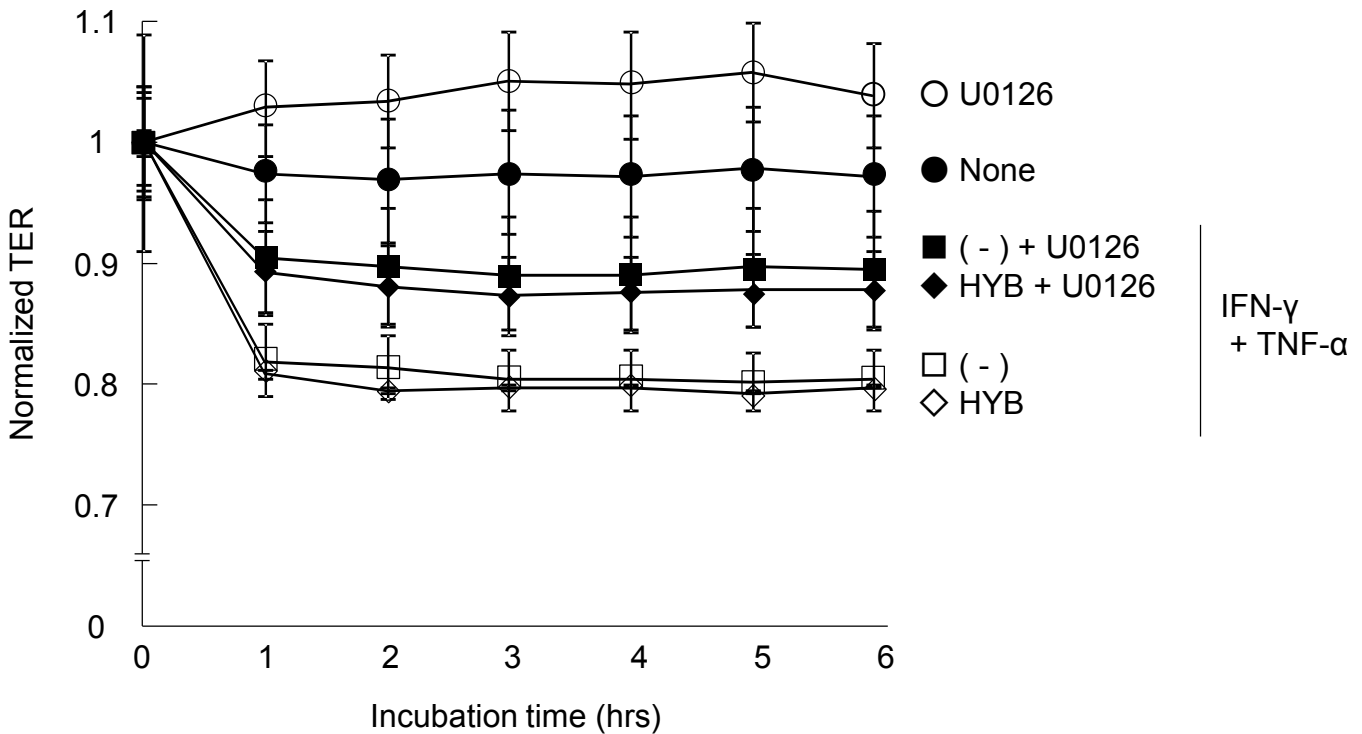 1.1
1
0.9
0.8
0.7
0
Normalized TER
0 1 2 3 4 5 6
Incubation time (hrs)
U0126
None
( - ) + U0126
HYB + U0126
( - )
HYB
IFN-γ
+ TNF-α